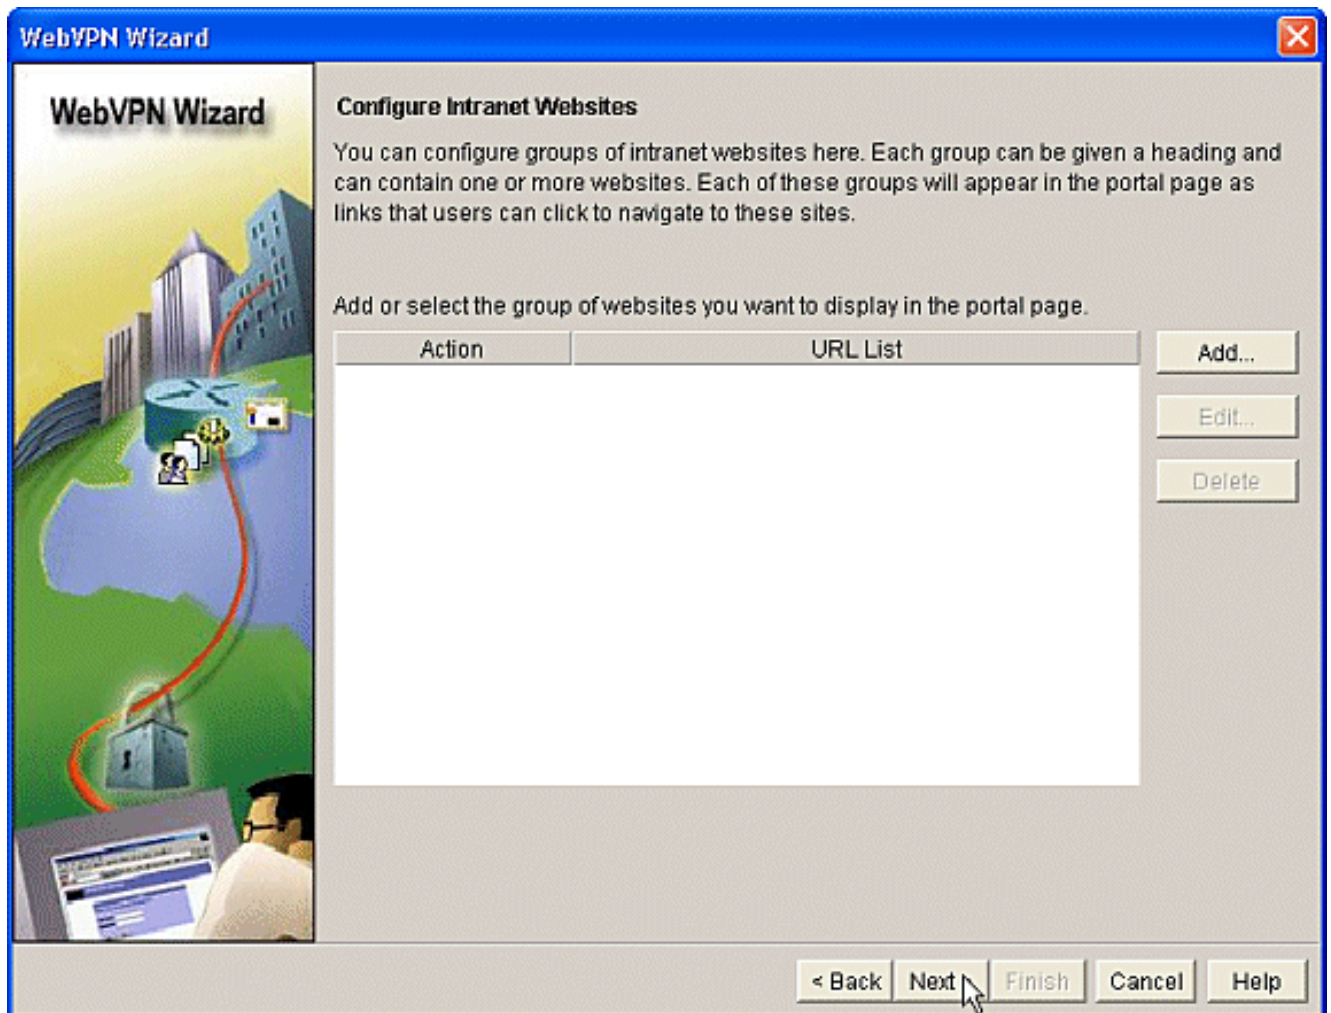 WebVPN Wizard
WebVPN Wizard
Configure Intranet Websites
You can configure groups of intranet websites here. Each group can be given a heading and
can contain one or more websites. Each of these groups will appear in the portal page as
links that users can click to navigate to these sites.
Add or select the group of websites you want to display in the portal page.
Action URL List
Add...
Edit...
Delete
< Back Next Finish Cancel Help